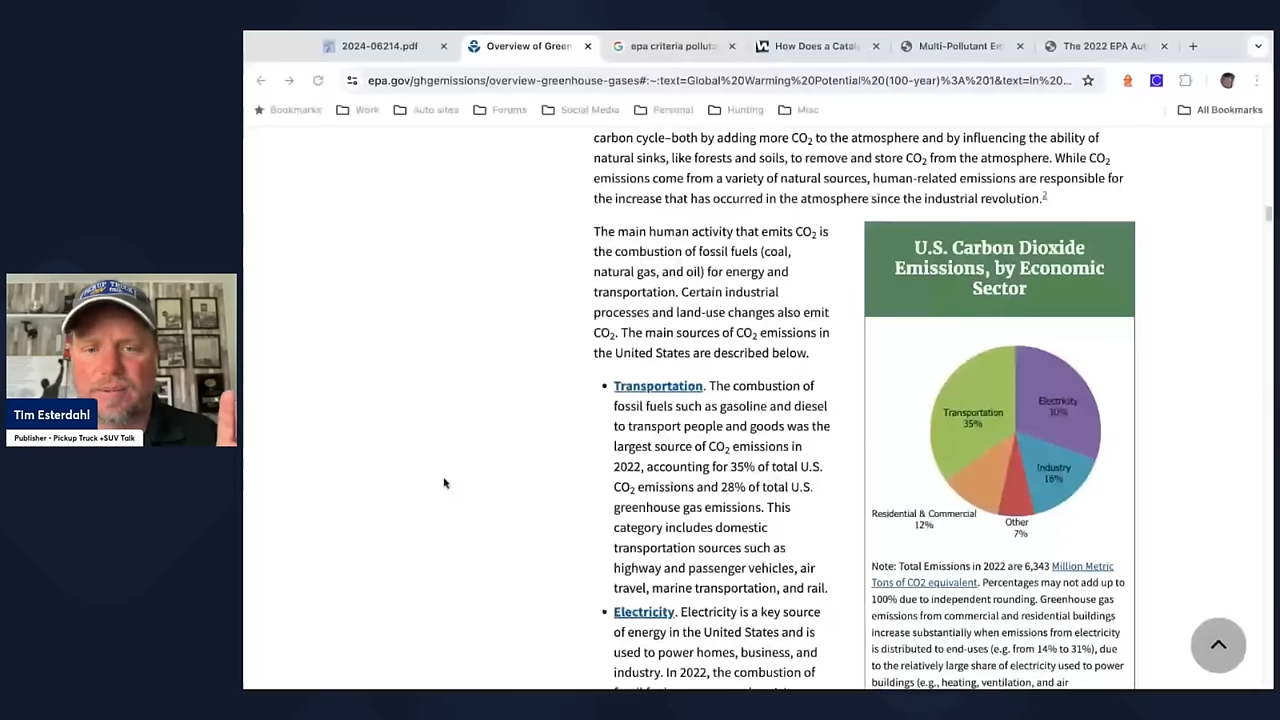 2024-06214.pdf
Overview of Green
epa criteria polluta
How Does a Catal
Multi-Pollutant Em
The 2022 EPA Aut
epa.gov/ghgemissions/overview-greenhouse-gases#:~:text=Global%20Warming%20Potential%20(100-year)%3A%201&text=In%20...
Bookmarks
Work
Auto sites
Forums
Social Media
Personal
Hunting
Misc
All Bookmarks
carbon cycle–both by adding more CO₂ to the atmosphere and by influencing the ability of
natural sinks, like forests and soils, to remove and store CO₂ from the atmosphere. While CO₂
emissions come from a variety of natural sources, human-related emissions are responsible for
the increase that has occurred in the atmosphere since the industrial revolution.²
The main human activity that emits CO₂ is
the combustion of fossil fuels (coal,
natural gas, and oil) for energy and
transportation. Certain industrial
processes and land-use changes also emit
CO₂. The main sources of CO₂ emissions in
the United States are described below.
• Transportation. The combustion of
fossil fuels such as gasoline and diesel
to transport people and goods was the
largest source of CO₂ emissions in
2022, accounting for 35% of total U.S.
CO₂ emissions and 28% of total U.S.
greenhouse gas emissions. This
category includes domestic
transportation sources such as
highway and passenger vehicles, air
travel, marine transportation, and rail.
• Electricity. Electricity is a key source
of energy in the United States and is
used to power homes, business, and
industry. In 2022, the combustion of
U.S. Carbon Dioxide
Emissions, by Economic
Sector
Transportation
35%
Electricity
30%
Industry
16%
Residential & Commercial
12%
Other
7%
Note: Total Emissions in 2022 are 6,343 Million Metric
Tons of CO2 equivalent. Percentages may not add up to
100% due to independent rounding. Greenhouse gas
emissions from commercial and residential buildings
increase substantially when emissions from electricity
is distributed to end-uses (e.g. from 14% to 31%), due
to the relatively large share of electricity used to power
buildings (e.g., heating, ventilation, and air
PICKUP TRUCK
TIm Esterdahl
Publisher - Pickup Truck +SUV Talk